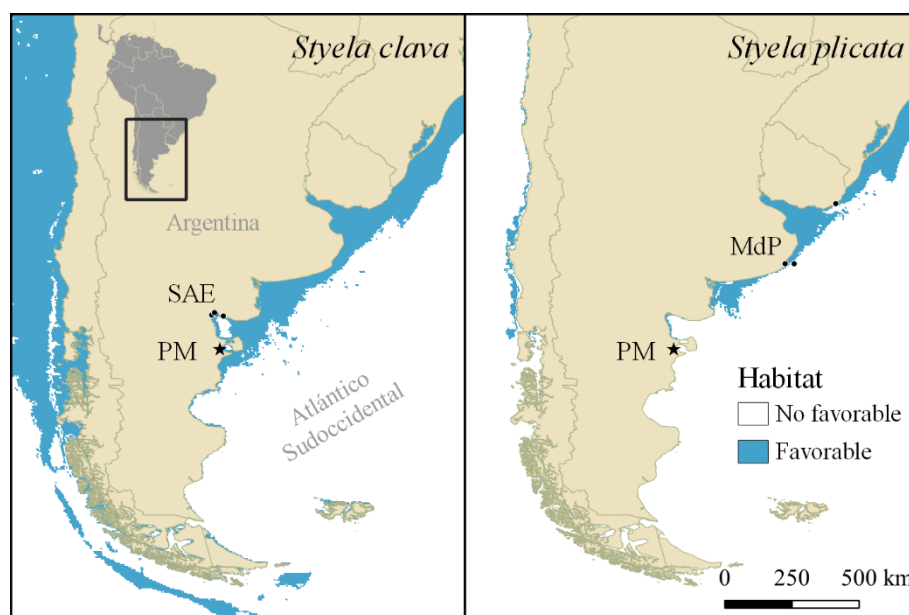 Styela clava
Argentina
SAE
PM
Atlántico
Sudoccidental
Styela plicata
MdP
PM
Habitat
No favorable
Favorable
0 250 500 km